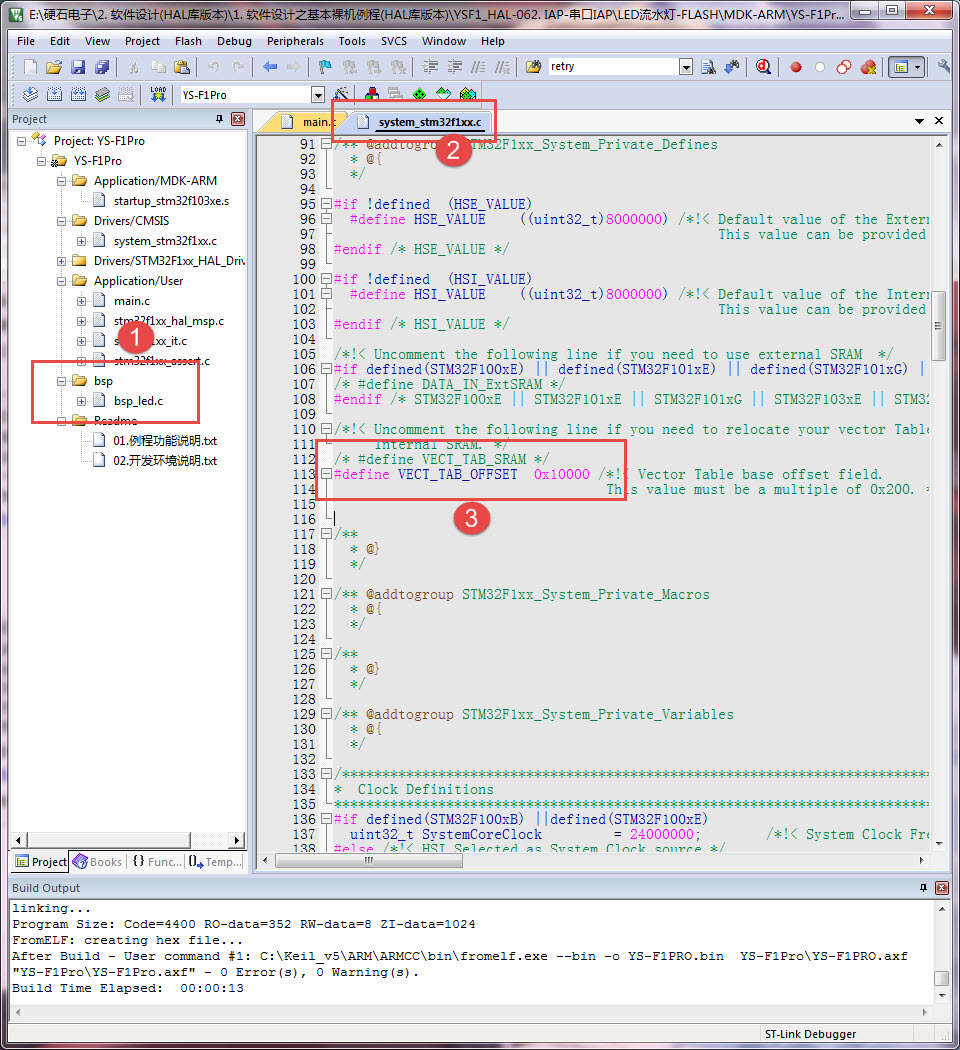 E:\硬石电子\2. 软件设计(HAL库版本)\1. 软件设计之基本裸机例程(HAL库版本)\YSF1_HAL-062. IAP-串口IAP\LED流水灯-FLASH\MDK-ARM\YS-F1Pr...
File Edit View Project Flash Debug Peripherals Tools SVCS Window Help
retry
LOAD YS-F1Pro
Project
main.c system_stm32f1xx.c
2
Project: YS-F1Pro
YS-F1Pro
Application/MDK-ARM
startup_stm32f103xe.s
Drivers/CMSIS
system_stm32f1xx.c
Drivers/STM32F1xx_HAL_Driv
Application/User
main.c
stm32f1xx_hal_msp.c
1
stm32f1xx_assert.c
bsp
bsp_led.c
Readme
01.例程功能说明.txt
02.开发环境说明.txt
Project Books {} Func... Temp...
91 /** @addtogroup STM32F1xx_System_Private_Defines
92 * @{
93 */
94
95 #if !defined (HSE_VALUE)
96 #define HSE_VALUE ((uint32_t)8000000) /*!< Default value of the Extern
97 This value can be provided
98 #endif /* HSE_VALUE */
99
100 #if !defined (HSI_VALUE)
101 #define HSI_VALUE ((uint32_t)8000000) /*!< Default value of the Intern
102 This value can be provided
103 #endif /* HSI_VALUE */
104
105 /*!< Uncomment the following line if you need to use external SRAM */
106 #if defined(STM32F100xE) || defined(STM32F101xE) || defined(STM32F101xG) |
107 /* #define DATA_IN_ExtSRAM */
108 #endif /* STM32F100xE || STM32F101xE || STM32F101xG || STM32F103xE || STM32
109
110 /*!< Uncomment the following line if you need to relocate your vector Table
111 Internal SRAM. */
112 /* #define VECT_TAB_SRAM */
113 #define VECT_TAB_OFFSET 0x10000 /*!< Vector Table base offset field.
114 This value must be a multiple of 0x200. *
115
116
3
117 /**
118 * @}
119 */
120
121 /** @addtogroup STM32F1xx_System_Private_Macros
122 * @{
123 */
124
125 /**
126 * @}
127 */
128
129 /** @addtogroup STM32F1xx_System_Private_Variables
130 * @{
131 */
132
133 /*******************************************************************************
134 * Clock Definitions
135 *******************************************************************************
136 #if defined(STM32F100xB) ||defined(STM32F100xE)
137 uint32_t SystemCoreClock = 24000000; /*!< System Clock Fre
138 #else /*!< HSI Selected as System Clock source */
Build Output
linking...
Program Size: Code=4400 RO-data=352 RW-data=8 ZI-data=1024
FromELF: creating hex file...
After Build - User command #1: C:\Keil_v5\ARM\ARMCC\bin\fromelf.exe --bin -o YS-F1PRO.bin YS-F1Pro\YS-F1PRO.axf
"YS-F1Pro\YS-F1Pro.axf" - 0 Error(s), 0 Warning(s).
Build Time Elapsed: 00:00:13
ST-Link Debugger